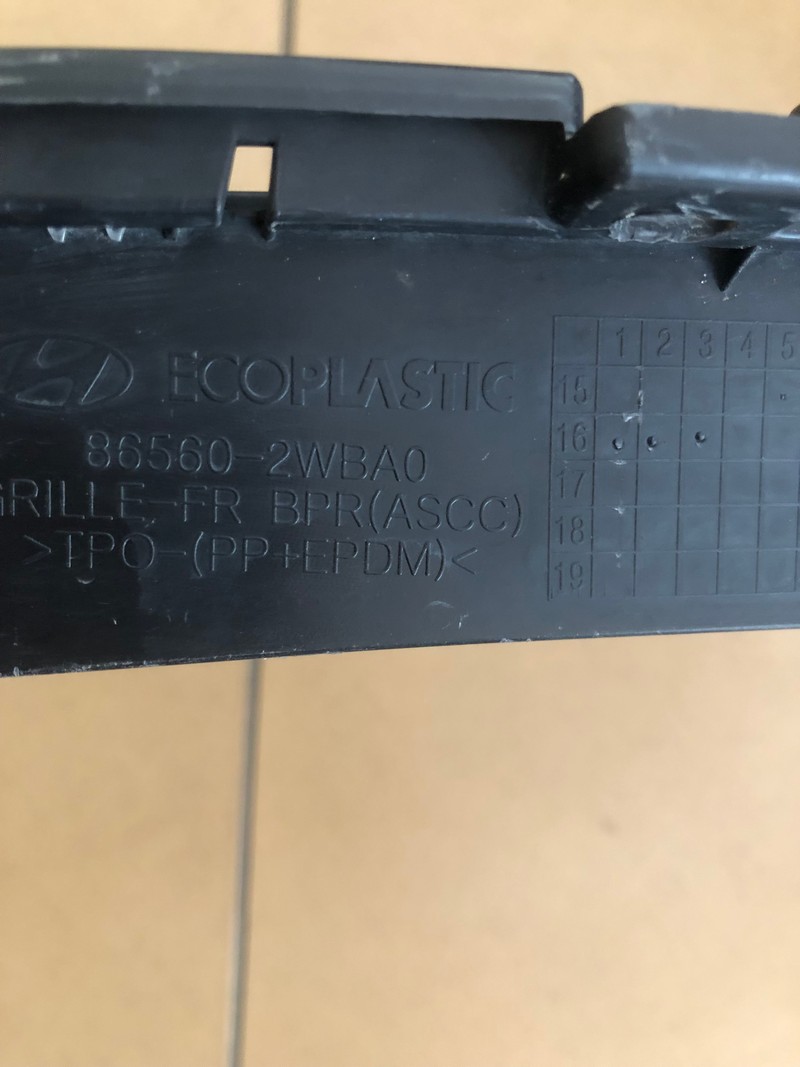 ECOPLASTIC
86560-2WBA0
GRILLE-FR BPR(ASCC)
>TPO-(PP+EPDM)<
1 2 3 4 5
15
16
17
18
19